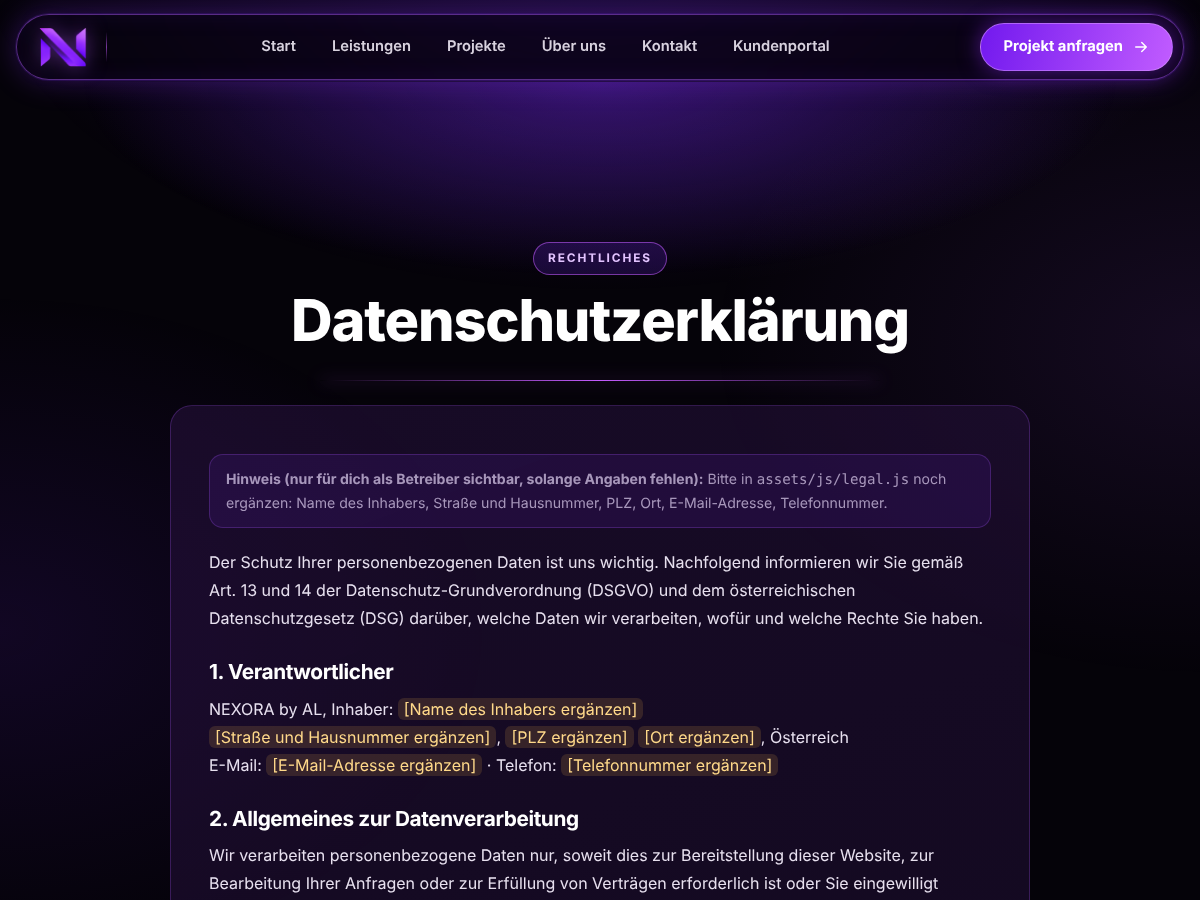 Start
Leistungen
Projekte
Über uns
Kontakt
Kundenportal
Projekt anfragen →
RECHTLICHES
Datenschutzerklärung
Hinweis (nur für dich als Betreiber sichtbar, solange Angaben fehlen): Bitte in assets/js/legal.js noch
ergänzen: Name des Inhabers, Straße und Hausnummer, PLZ, Ort, E-Mail-Adresse, Telefonnummer.
Der Schutz Ihrer personenbezogenen Daten ist uns wichtig. Nachfolgend informieren wir Sie gemäß
Art. 13 und 14 der Datenschutz-Grundverordnung (DSGVO) und dem österreichischen
Datenschutzgesetz (DSG) darüber, welche Daten wir verarbeiten, wofür und welche Rechte Sie haben.
1. Verantwortlicher
NEXORA by AL, Inhaber: [Name des Inhabers ergänzen]
[Straße und Hausnummer ergänzen], [PLZ ergänzen] [Ort ergänzen], Österreich
E-Mail: [E-Mail-Adresse ergänzen] · Telefon: [Telefonnummer ergänzen]
2. Allgemeines zur Datenverarbeitung
Wir verarbeiten personenbezogene Daten nur, soweit dies zur Bereitstellung dieser Website, zur
Bearbeitung Ihrer Anfragen oder zur Erfüllung von Verträgen erforderlich ist oder Sie eingewilligt